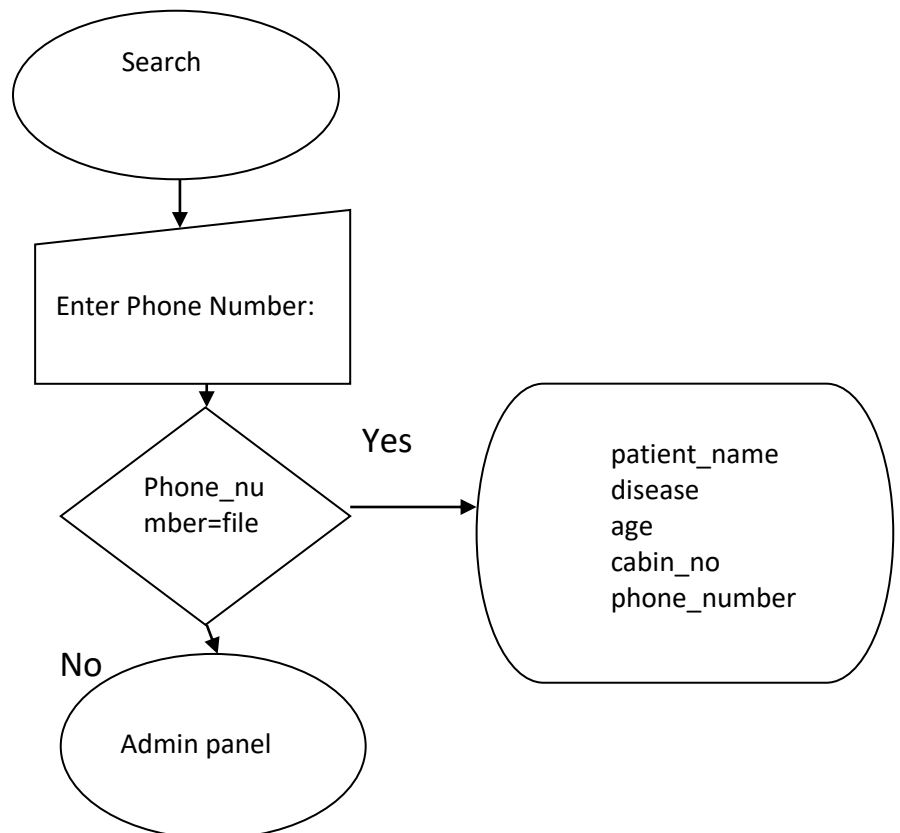 Search
Enter Phone Number:
Yes
Phone_nu
mber=file
patient_name
disease
age
cabin_no
phone_number
No
Admin panel